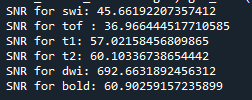 SNR for swi: 45.66192207357412
SNR for tof : 36.966444517710585
SNR for t1: 57.02158456809865
SNR for t2: 60.10336738654442
SNR for dwi: 692.6631892456312
SNR for bold: 60.90259157235899